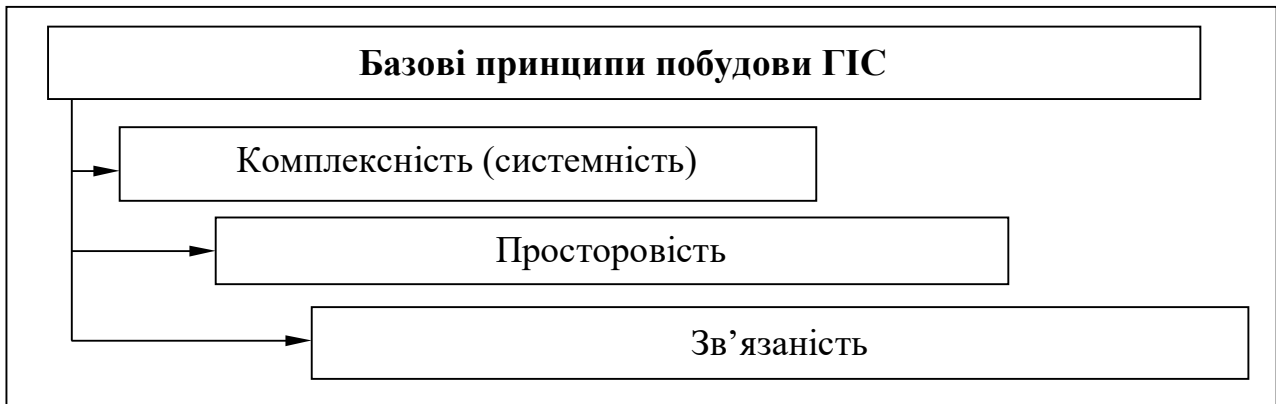 Базові принципи побудови ГІС
Комплексність (системність)
Просторовість
Зв’язаність